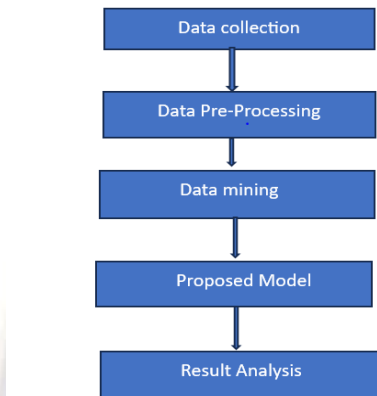 Data collection
Data Pre-Processing
Data mining
Proposed Model
Result Analysis